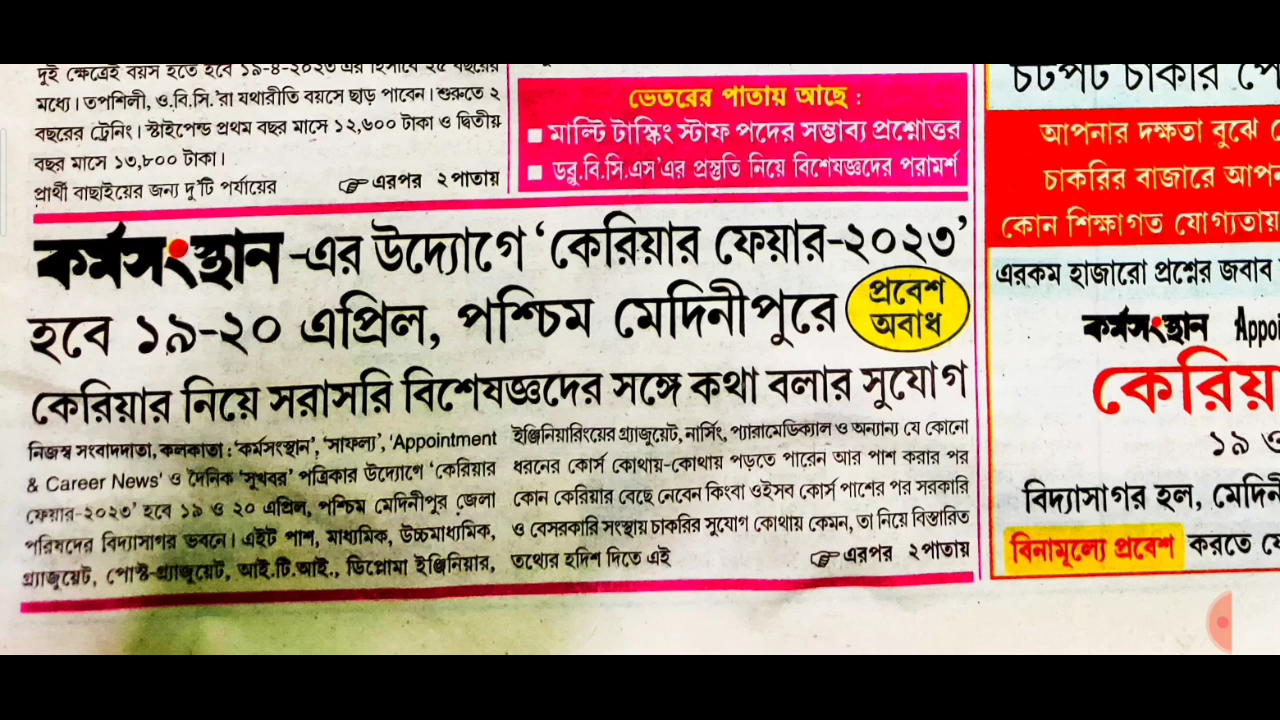 দুই ক্ষেত্রেই বয়স হতে হবে ১৯-৪-২০২৩ এর হিসাবে ২৫ বছরের
মধ্যে। তপশিলী, ও.বি.সি.'রা যথারীতি বয়সে ছাড় পাবেন। শুরুতে ২
বছরের ট্রেনিং। স্টাইপেন্ড প্রথম বছর মাসে ১২,৬০০ টাকা ও দ্বিতীয়
বছর মাসে ১৩,৮০০ টাকা।
প্রার্থী বাছাইয়ের জন্য দু'টি পর্যায়ের
এরপর ২ পাতায়
ভেতরের পাতায় আছে :
মাল্টি টাস্কিং স্টাফ পদের সম্ভাব্য প্রশ্নোত্তর
ডব্লু.বি.সি.এস'এর প্রস্তুতি নিয়ে বিশেষজ্ঞদের পরামর্শ
কর্মসংস্থান -এর উদ্যোগে 'কেরিয়ার ফেয়ার-২০২৩'
হবে ১৯-২০ এপ্রিল, পশ্চিম মেদিনীপুরে
প্রবেশ
অবাধ
কেরিয়ার নিয়ে সরাসরি বিশেষজ্ঞদের সঙ্গে কথা বলার সুযোগ
নিজস্ব সংবাদদাতা, কলকাতা : 'কর্মসংস্থান', 'সাফল্য', 'Appointment
& Career News' ও দৈনিক 'সুখবর' পত্রিকার উদ্যোগে 'কেরিয়ার
ফেয়ার-২০২৩' হবে ১৯ ও ২০ এপ্রিল, পশ্চিম মেদিনীপুর জেলা
পরিষদের বিদ্যাসাগর ভবনে। এইট পাশ, মাধ্যমিক, উচ্চমাধ্যমিক,
গ্র্যাজুয়েট, পোস্ট-গ্র্যাজুয়েট, আই.টি.আই., ডিপ্লোমা ইঞ্জিনিয়ার,
ইঞ্জিনিয়ারিংয়ের গ্র্যাজুয়েট, নার্সিং, প্যারামেডিক্যাল ও অন্যান্য যে কোনো
ধরনের কোর্স কোথায়-কোথায় পড়তে পারেন আর পাশ করার পর
কোন কেরিয়ার বেছে নেবেন কিংবা ওইসব কোর্স পাশের পর সরকারি
ও বেসরকারি সংস্থায় চাকরির সুযোগ কোথায় কেমন, তা নিয়ে বিস্তারিত
তথ্যের হদিশ দিতে এই
এরপর ২ পাতায়
চটপট চাকরি পে
আপনার দক্ষতা বুঝে
চাকরির বাজারে আপন
কোন শিক্ষাগত যোগ্যতায়
এরকম হাজারো প্রশ্নের জবাব
কর্মসংস্থান Appoi
কেরিয়
১৯ ও
বিদ্যাসাগর হল, মেদিনী
বিনামূল্যে প্রবেশ করতে যে